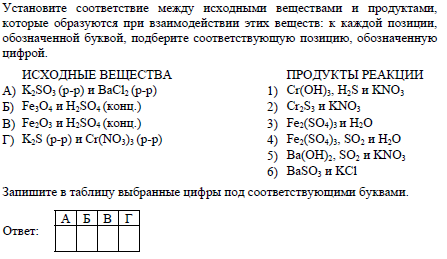 Установите соответствие между исходными веществами и продуктами,
которые образуются при взаимодействии этих веществ: к каждой позиции,
обозначенной буквой, подберите соответствующую позицию, обозначенную
цифрой.
ИСХОДНЫЕ ВЕЩЕСТВА
А) K2SO3 (р-р) и BaCl2 (р-р)
Б) Fe3O4 и H2SO4 (конц.)
В) Fe2O3 и H2SO4 (конц.)
Г) K2S (р-р) и Cr(NO3)3 (р-р)
ПРОДУКТЫ РЕАКЦИИ
1) Cr(OH)3, H2S и KNO3
2) Cr2S3 и KNO3
3) Fe2(SO4)3 и H2O
4) Fe2(SO4)3, SO2 и H2O
5) Ba(OH)2, SO2 и KNO3
6) BaSO3 и KCl
Запишите в таблицу выбранные цифры под соответствующими буквами.
А Б В Г
Ответ: